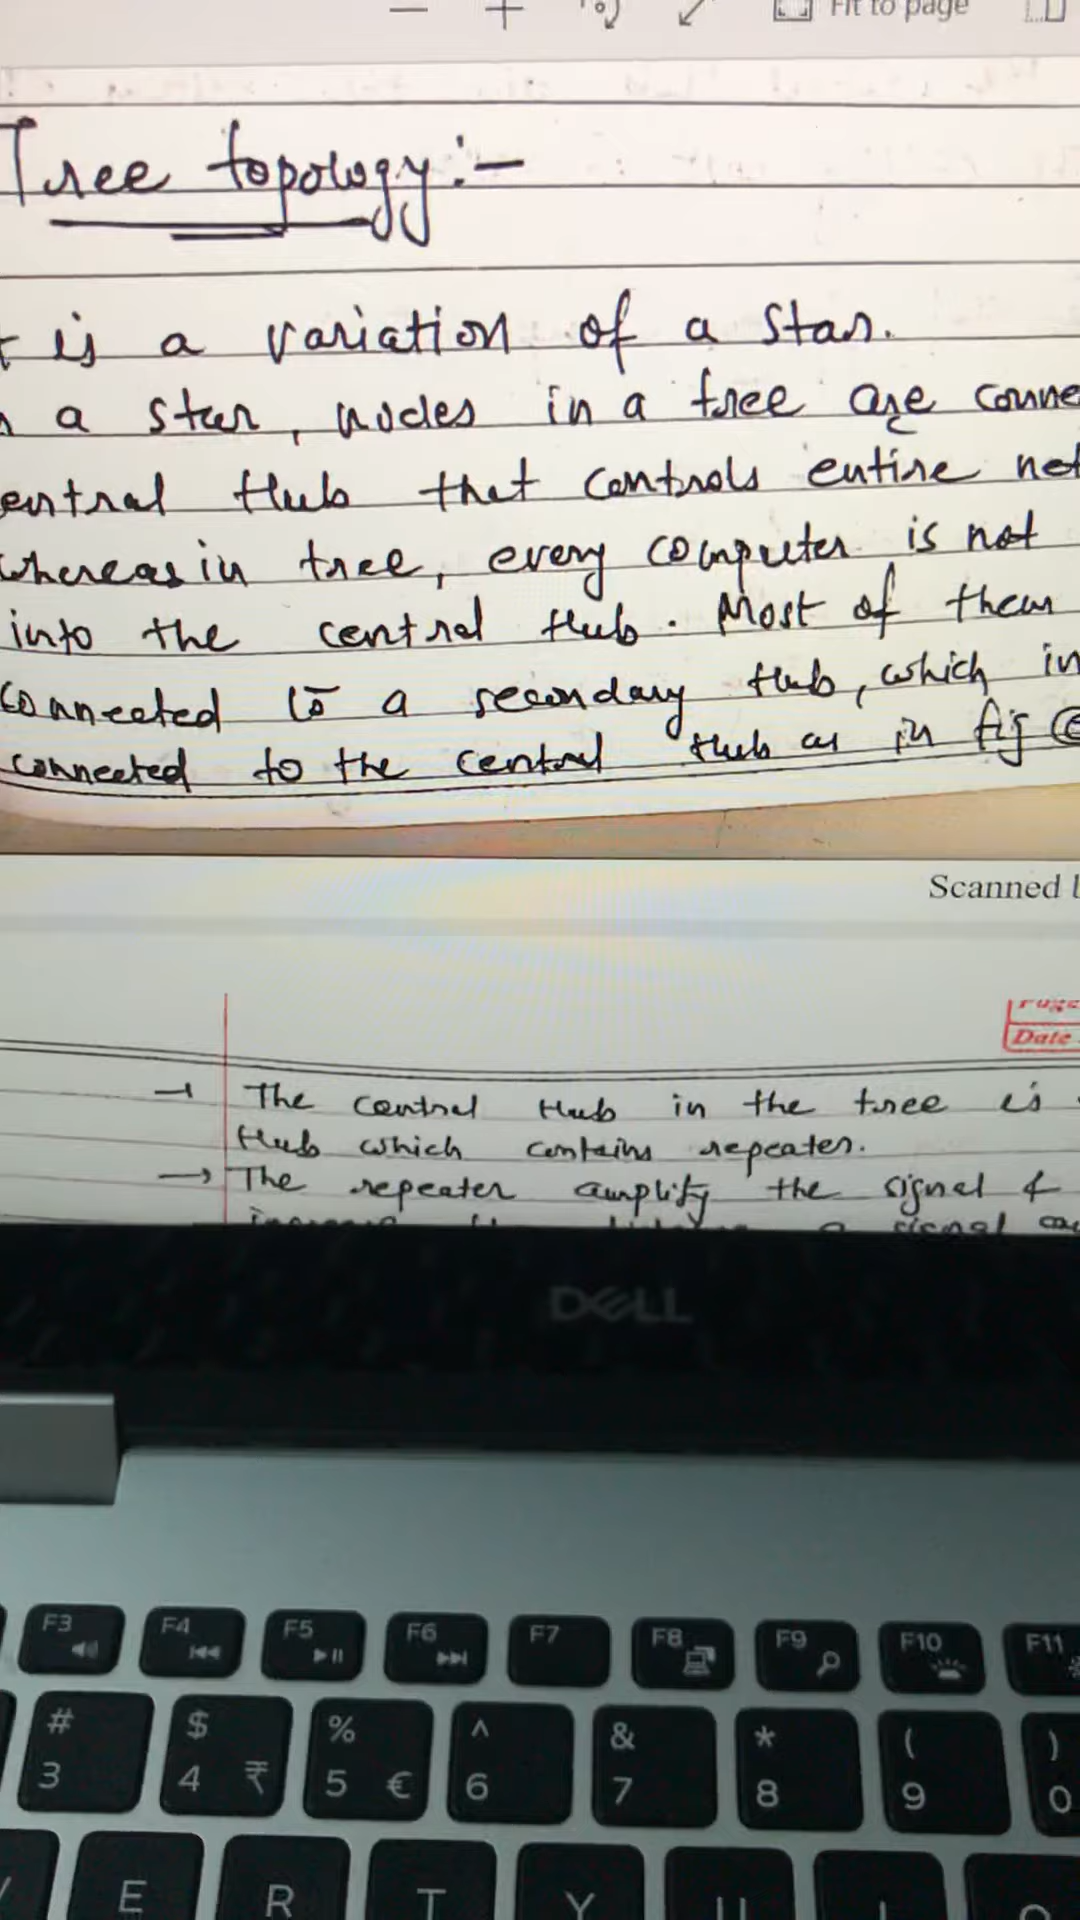 Fit to page
Tree topology:-
t is a variation of a star.
a star, nodes in a tree are conne
entral Hub that controls entire net
whereas in tree, every computer is not
into the central Hub. Most of them
connected to a secondary Hub, which in
connected to the central Hub as in fig
Scanned
Page
Date
→ The central Hub in the tree is
Hub which contains repeater.
→ The repeater amplify the signal &
a signal
DELL
F3 F4 F5 F6 F7 F8 F9 F10 F11
# $ % ^ & * ( )
3 4 ₹ 5 € 6 7 8 9 0
E R T Y U